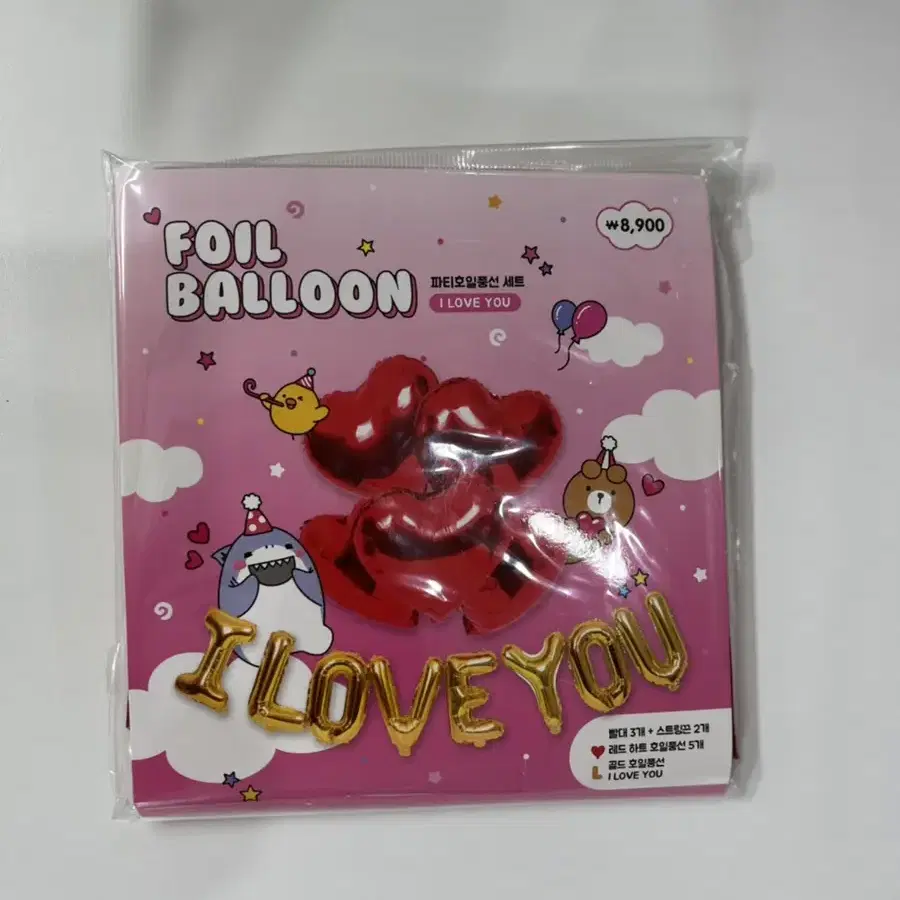 FOIL
BALLOON
파티호일풍선 세트
I LOVE YOU
₩8,900
I LOVE YOU
빨대 3개 + 스트링끈 2개
레드 하트 호일풍선 5개
골드 호일풍선
I LOVE YOU